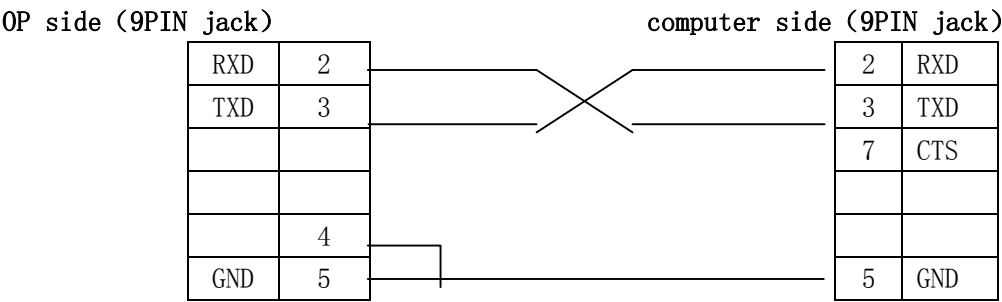 OP side（9PIN jack） computer side（9PIN jack）
RXD 2 2 RXD
TXD 3 3 TXD
7 CTS
4
GND 5 5 GND